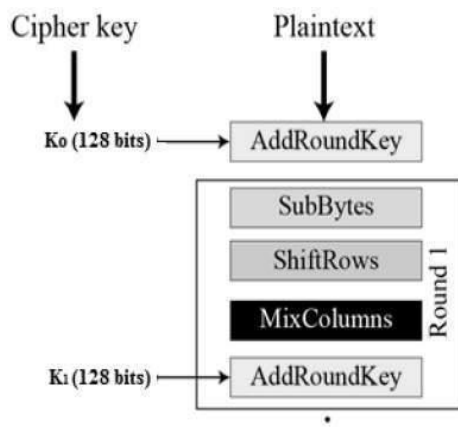 Cipher key
Plaintext
K0 (128 bits)
AddRoundKey
SubBytes
ShiftRows
MixColumns
Round 1
K1 (128 bits)
AddRoundKey